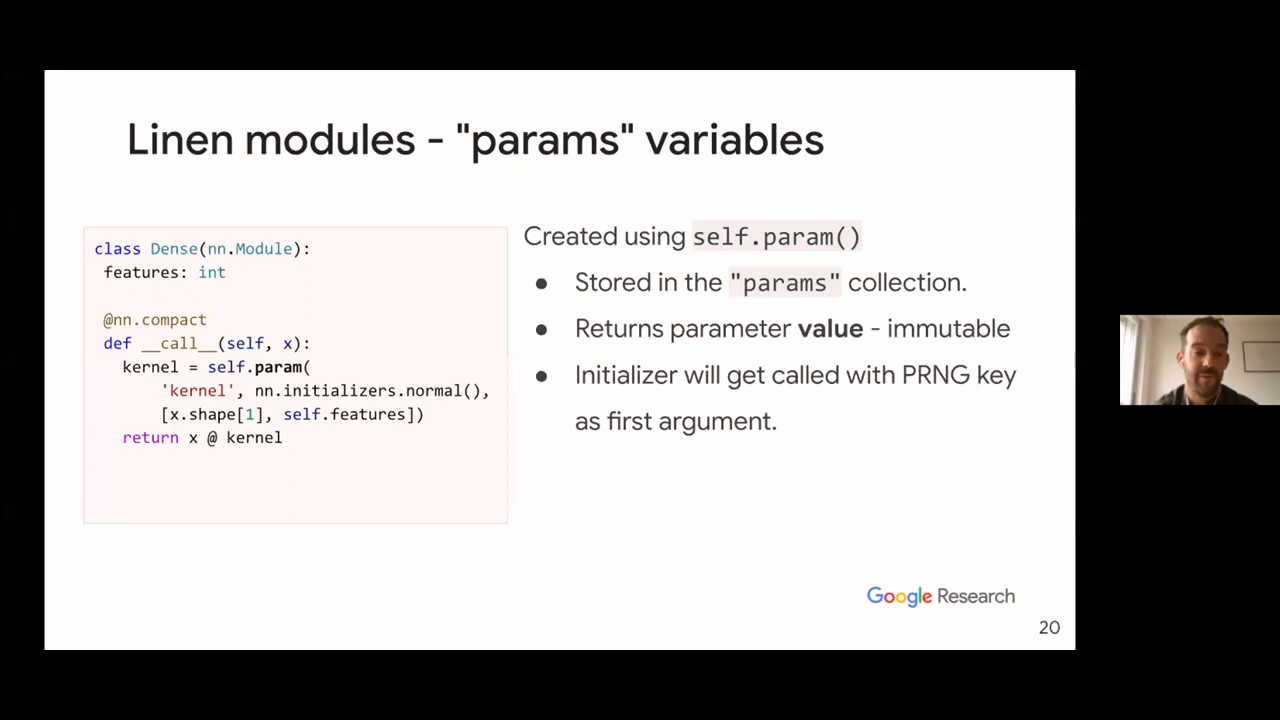 Linen modules - "params" variables
class Dense(nn.Module):
features: int
@nn.compact
def __call__(self, x):
kernel = self.param(
'kernel', nn.initializers.normal(),
[x.shape[1], self.features])
return x @ kernel
Created using self.param()
● Stored in the "params" collection.
● Returns parameter value - immutable
● Initializer will get called with PRNG key
as first argument.
Google Research
20